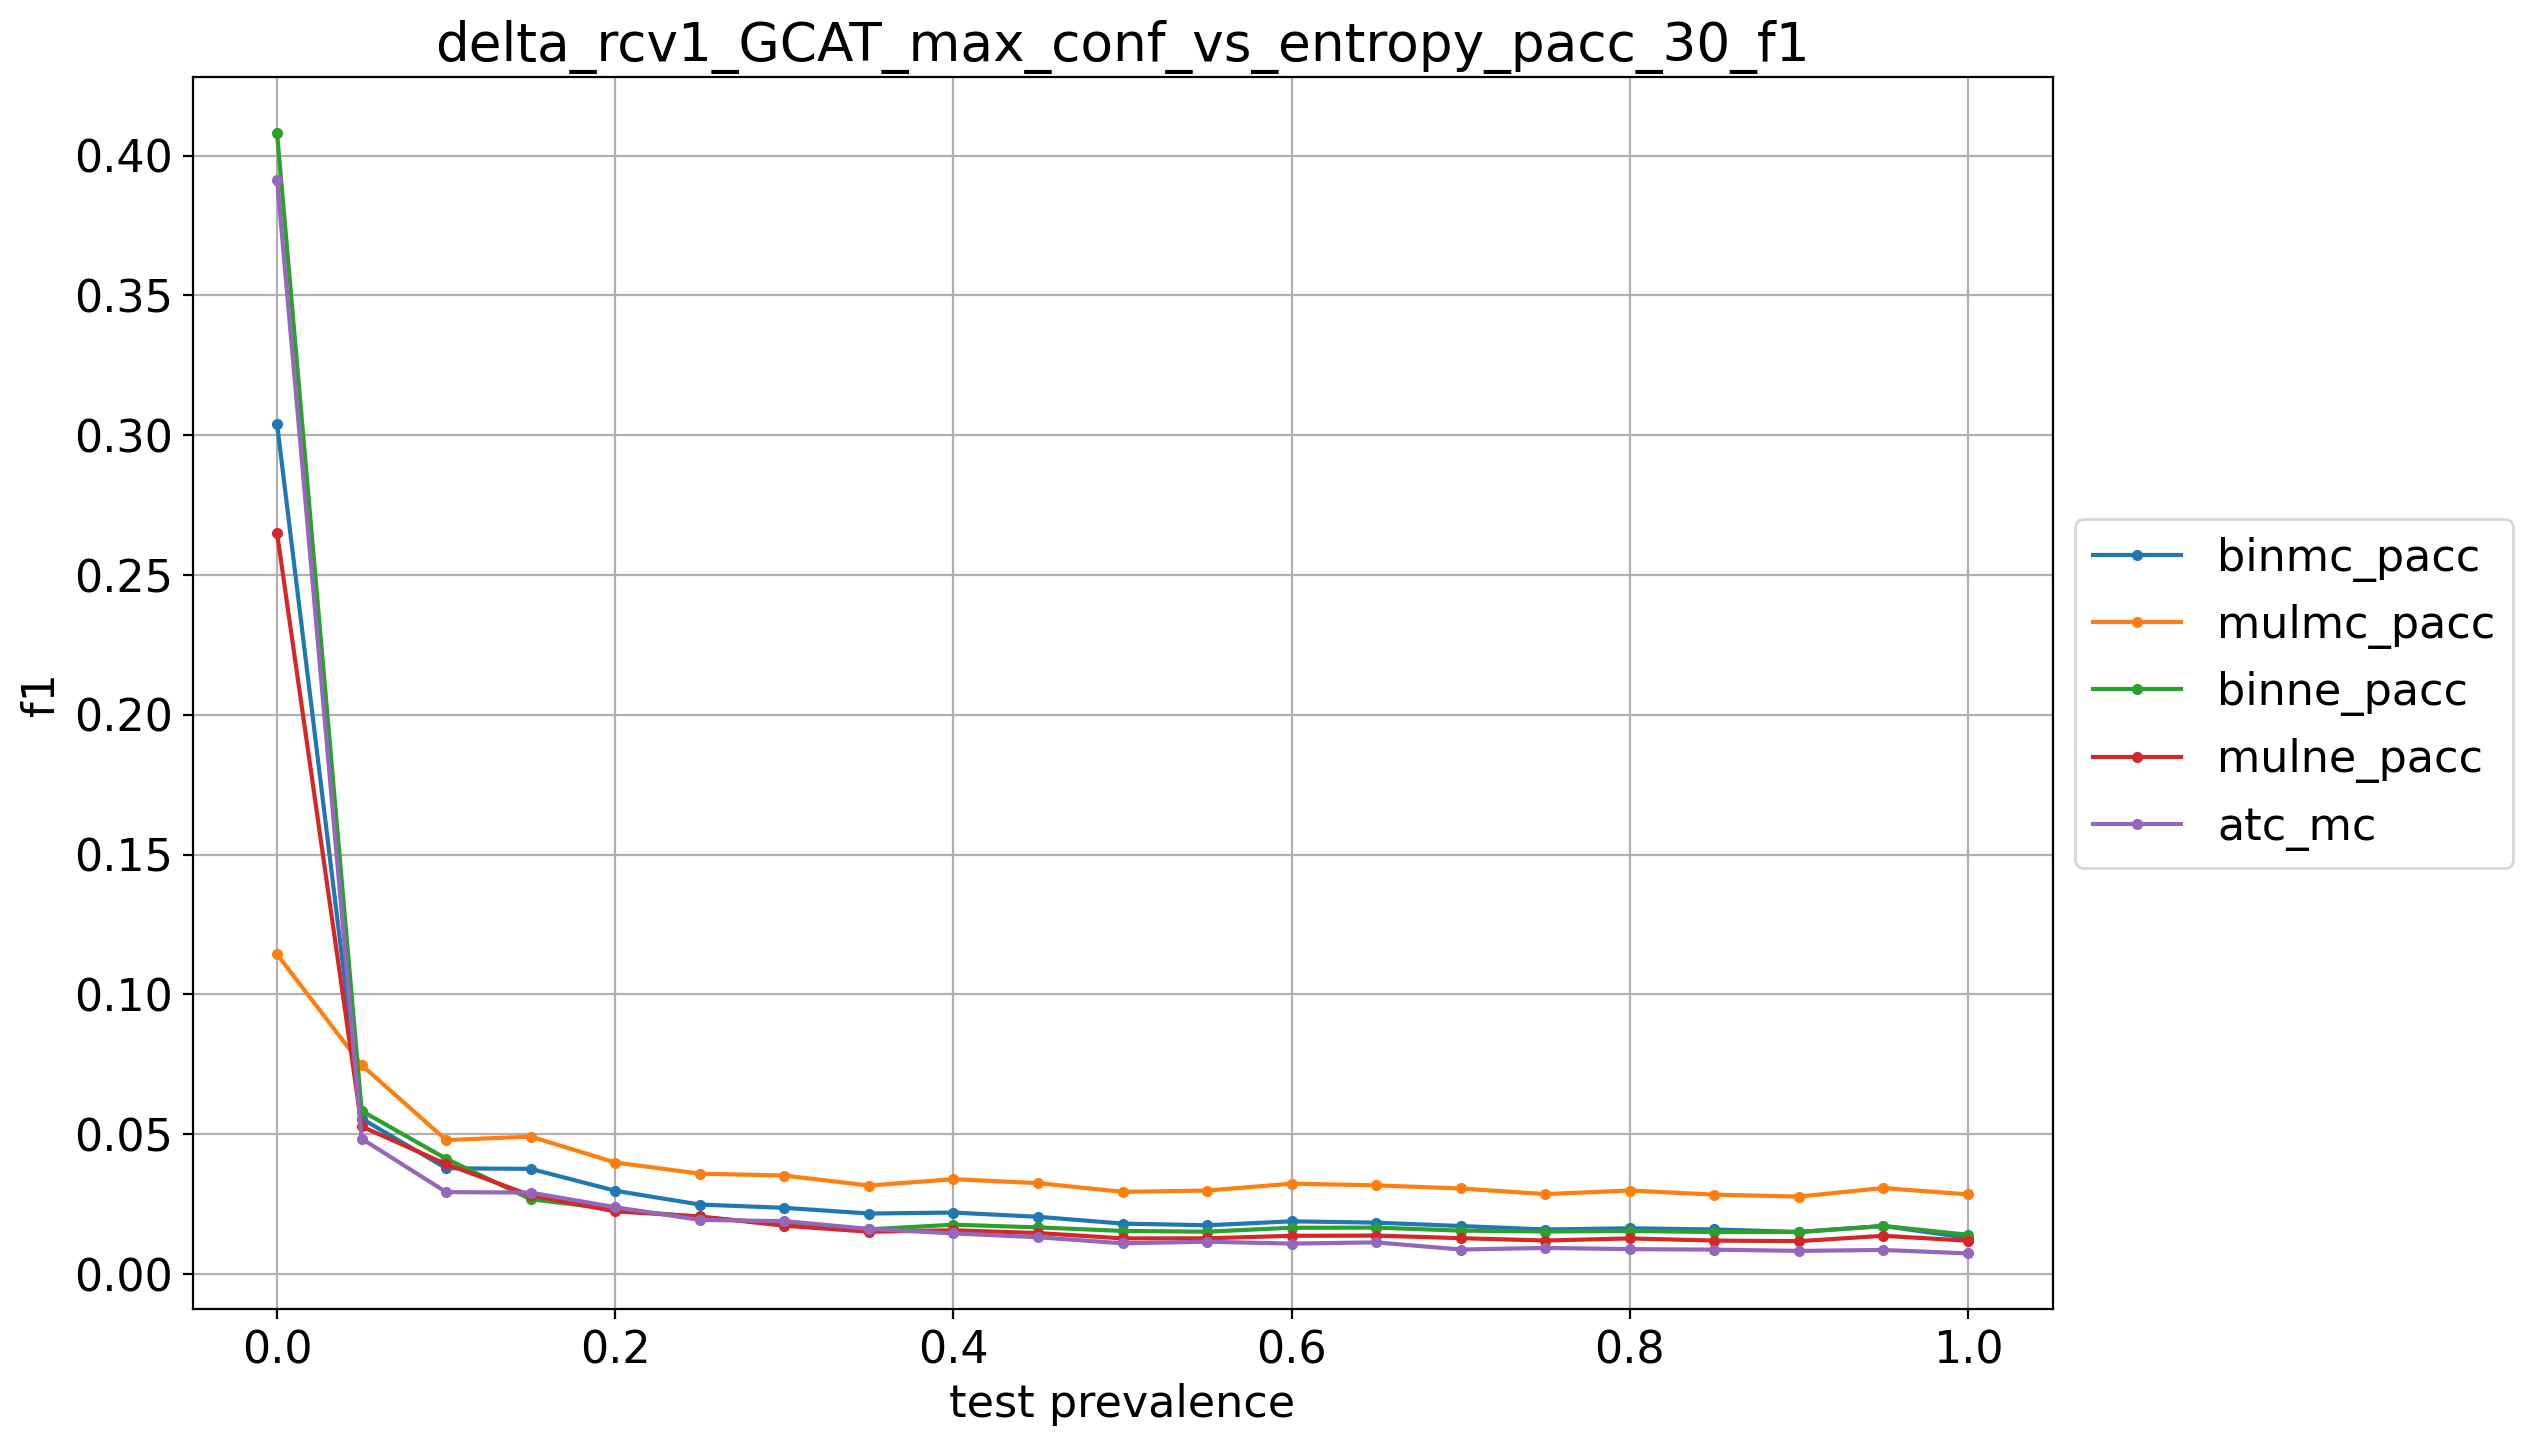 delta_rcv1_GCAT_max_conf_vs_entropy_pacc_30_f1
f1
0.40
0.35
0.30
0.25
0.20
0.15
0.10
0.05
0.00
0.0 0.2 0.4 0.6 0.8 1.0
test prevalence
binmc_pacc
mulmc_pacc
binne_pacc
mulne_pacc
atc_mc